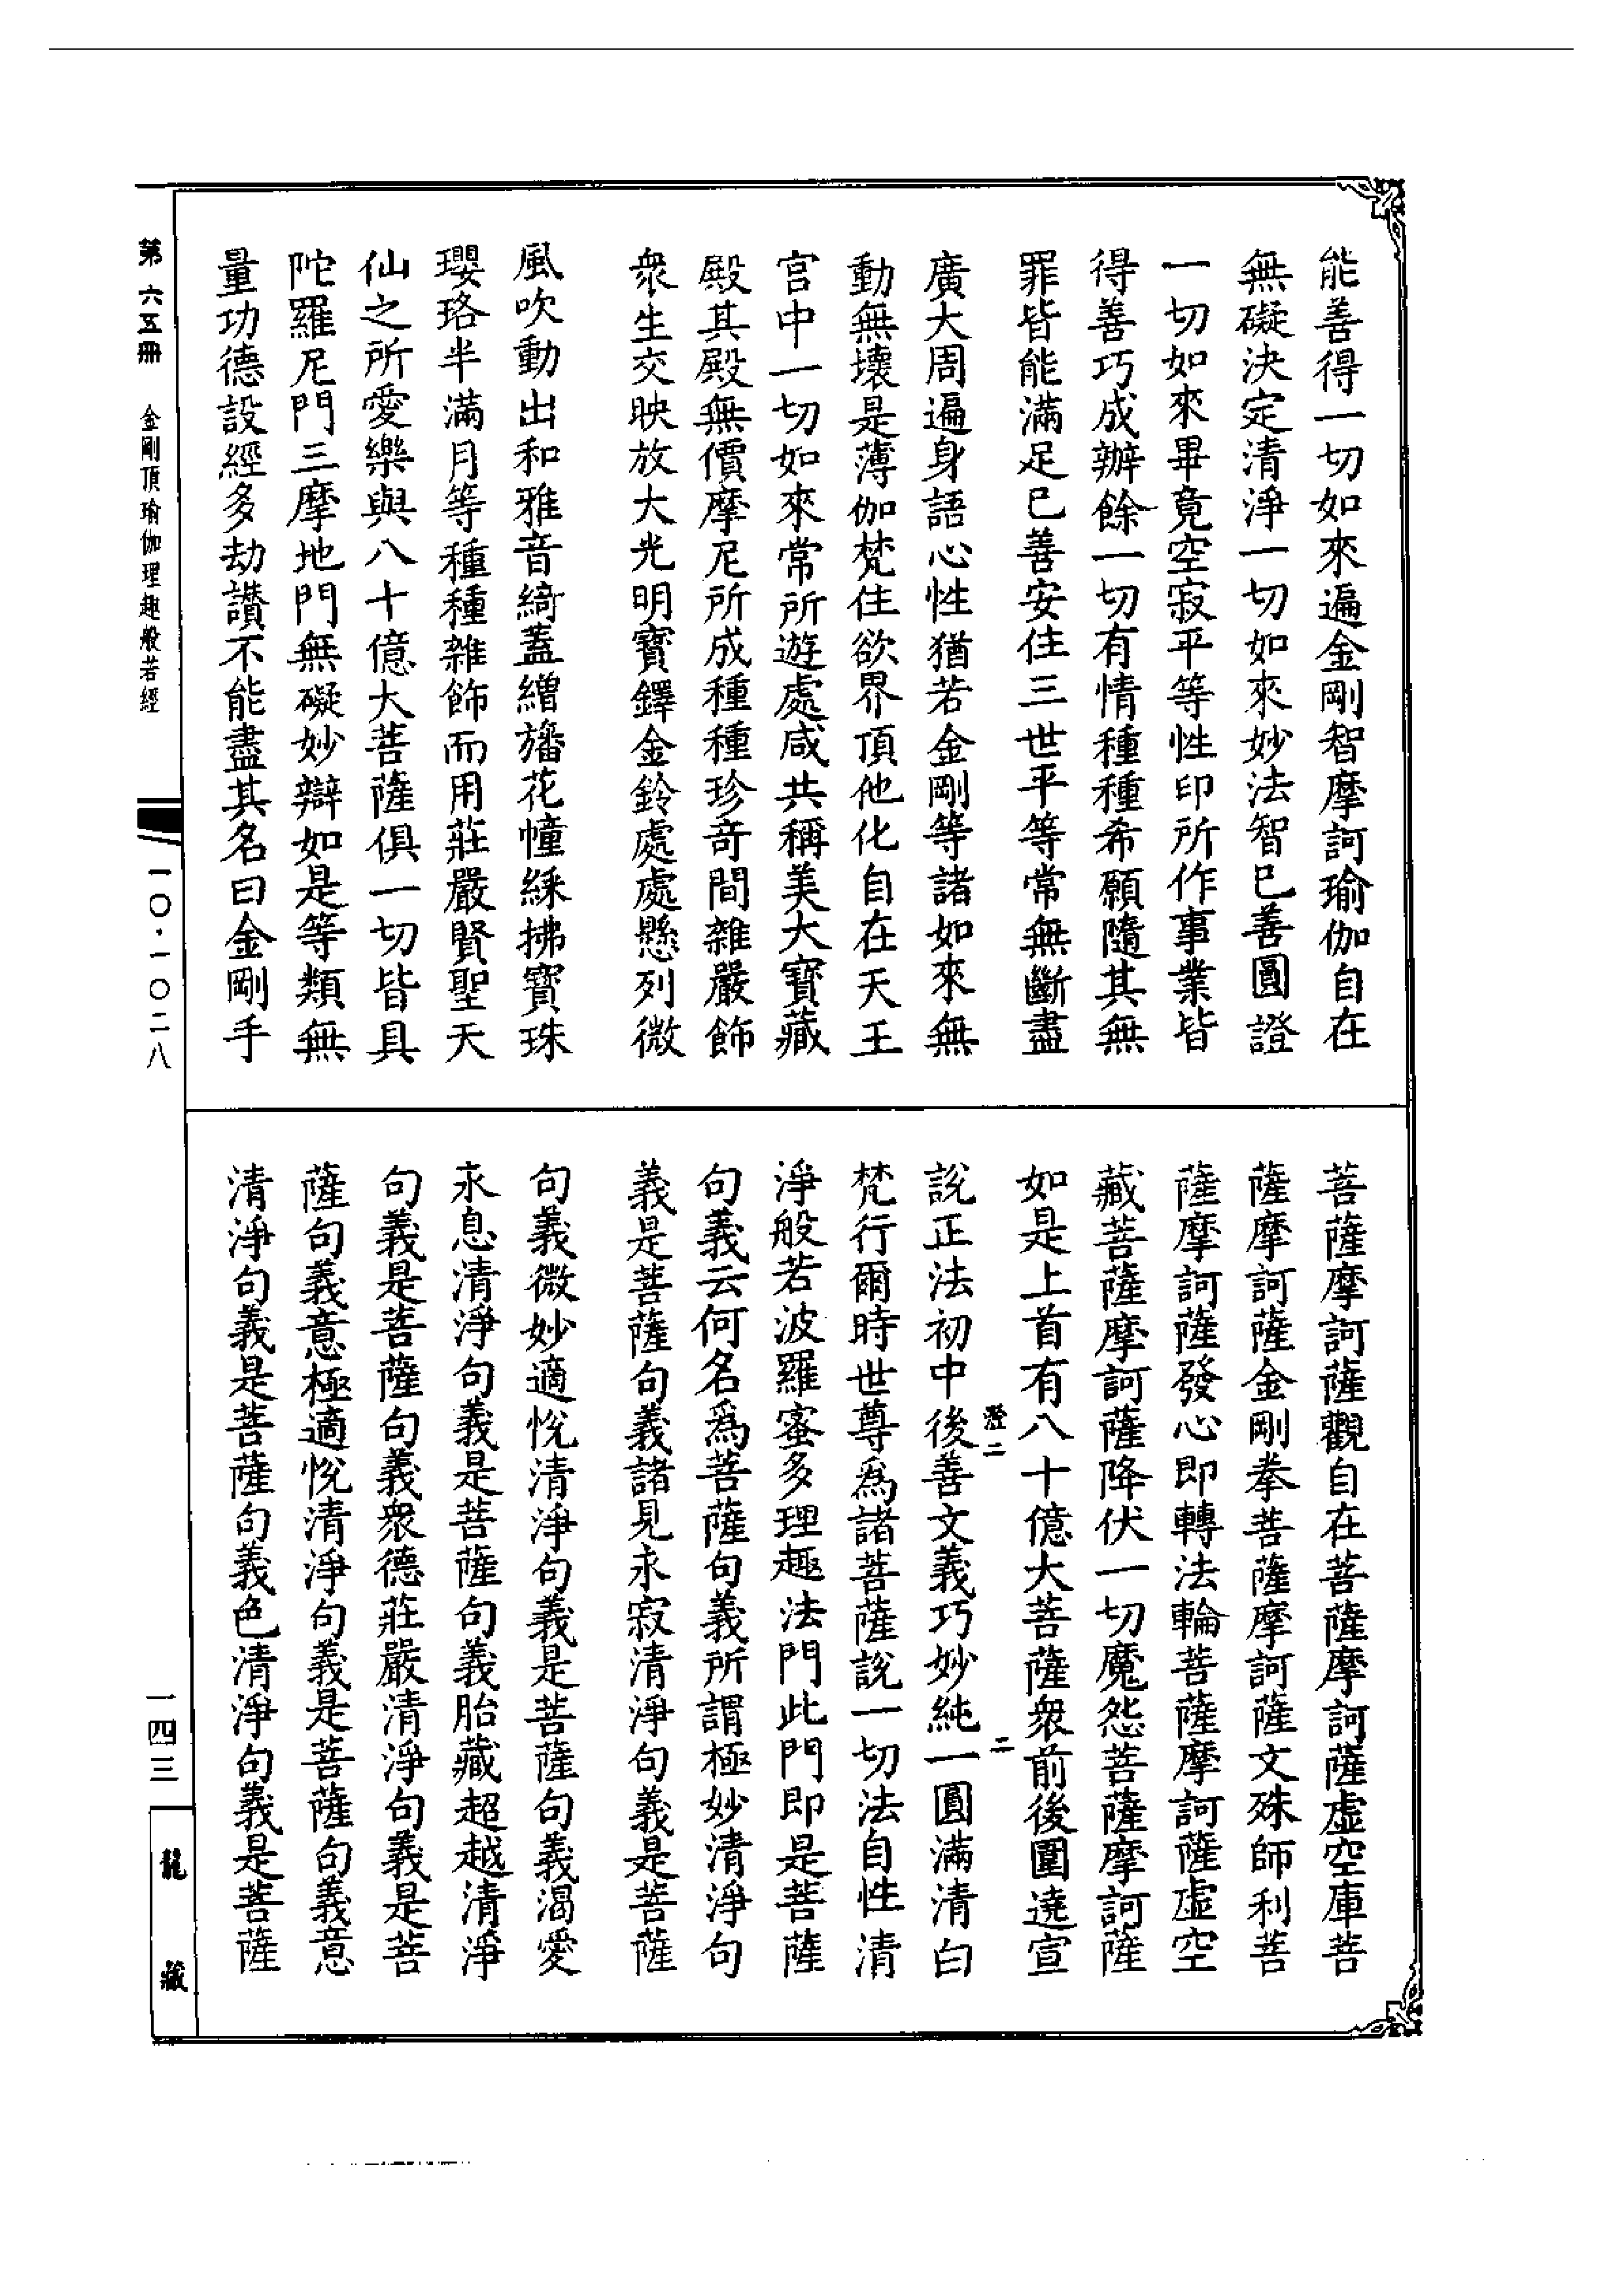 能善得一切如來遍金剛智摩訶瑜伽自在
無礙決定清淨一切如來妙法智已善圓證
一切如來畢竟空寂平等性印所作事業皆
得善巧成辦餘一切有情種種希願隨其無
罪皆能滿足已善安住三世平等常無斷盡
廣大周遍身語心性猶若金剛等諸如來無
動無壞是薄伽梵住欲界頂他化自在天王
宮中一切如來常所遊處咸共稱美大寶藏
殿其殿無價摩尼所成種種珍奇間雜嚴飾
衆生交映放大光明寶鐸金鈴處處懸列微
風吹動出和雅音綺蓋繒旛花幢綵拂寶珠
瓔珞半滿月等種種雜飾而用莊嚴賢聖天
仙之所愛樂與八十億大菩薩俱一切皆具
陀羅尼門三摩地門無礙妙辯如是等類無
量功德設經多劫讚不能盡其名曰金剛手
菩薩摩訶薩觀自在菩薩摩訶薩虛空庫菩
薩摩訶薩金剛拳菩薩摩訶薩文殊師利菩
薩摩訶薩發心即轉法輪菩薩摩訶薩虛空
藏菩薩摩訶薩降伏一切魔怨菩薩摩訶薩
如是上首有八十億大菩薩衆前後圍遶宣
澄二 二
說正法初中後善文義巧妙純一圓滿清白
梵行爾時世尊爲諸菩薩說一切法自性清
淨般若波羅蜜多理趣法門此門即是菩薩
句義云何名爲菩薩句義所謂極妙清淨句
義是菩薩句義諸見永寂清淨句義是菩薩
句義微妙適悅清淨句義是菩薩句義渴愛
永息清淨句義是菩薩句義胎藏超越清淨
句義是菩薩句義衆德莊嚴清淨句義是菩
薩句義意極適悅清淨句義是菩薩句義意
清淨句義是菩薩句義色清淨句義是菩薩
第六五冊 金剛頂瑜伽理趣般若經
一〇·一〇二八
一四三
龍藏